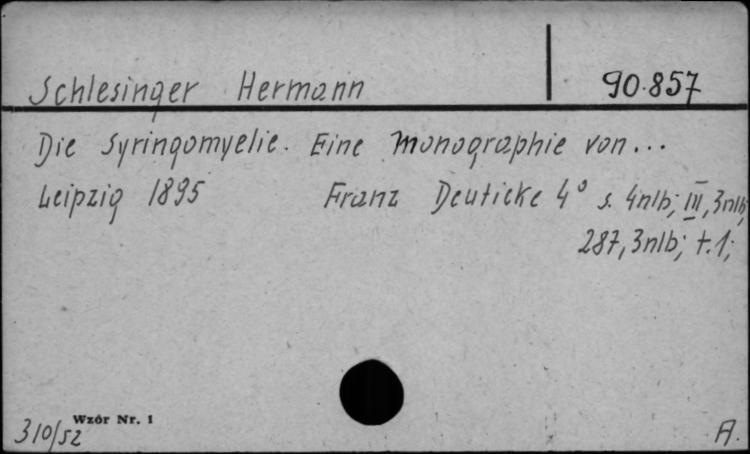 Schlesinger Hermann 90.857
Die Syringomyelie. Eine Monographie von...
Leipzig 1895 Franz Deuticke 4° s. 4nlb; III, 3nlb;
287, 3nlb; t.1;
Wzór Nr. 1
310/52 A.